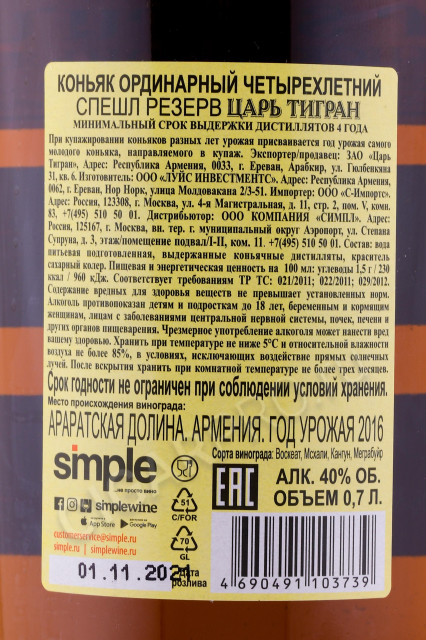 КОНЬЯК ОРДИНАРНЫЙ ЧЕТЫРЕХЛЕТНИЙ
СПЕШЛ РЕЗЕРВ ЦАРЬ ТИГРАН
МИНИМАЛЬНЫЙ СРОК ВЫДЕРЖКИ ДИСТИЛЛЯТОВ 4 ГОДА
При купажировании коньяков разных лет урожая присваивается год урожая самого
молодого коньяка, направляемого в купаж. Экспортер/продавец: ЗАО «Царь
Тигран», Адрес: Республика Армения, 0033, г. Ереван, Арабкир, ул. Гюлбенкяна
31, кв. 6. Изготовитель: ООО «ЛУЙС ИНВЕСТМЕНТС». Адрес: Республика Армения,
0062, г. Ереван, Нор Норк, улица Молдовакана 2/3-51. Импортер: ООО «С-Импортс».
Адрес: Россия, 123308, г. Москва, ул. 4-я Магистральная, д. 11, стр. 2, пом. V, комн.
83, +7(495) 510 50 01. Дистрибьютор: ООО КОМПАНИЯ «СИМПЛ». Адрес:
Россия, 125167, г. Москва, вн. тер. г. муниципальный округ Аэропорт, ул. Степана
Супруна, д. 3, этаж/помещение подвал/I-II, ком. 11. +7(495) 510 50 01. Состав: вода
питьевая подготовленная, выдержанные коньячные дистилляты, краситель
сахарный колер. Пищевая и энергетическая ценность на 100 мл: углеводы 1,5 г / 230
ккал / 960 кДж. Соответствует требованиям ТР ТС: 021/2011; 022/2011; 029/2012.
Содержание вредных для здоровья веществ не превышает установленных норм.
Алкоголь противопоказан детям и подросткам до 18 лет, беременным и кормящим
женщинам, лицам с заболеваниями центральной нервной системы, почек, печени и
других органов пищеварения. Чрезмерное употребление алкоголя может нанести вред
вашему здоровью. Хранить при температуре не ниже 5°С и относительной влажности
воздуха не более 85%, в условиях, исключающих воздействие прямых солнечных
лучей. После вскрытия хранить при комнатной температуре не более трех месяцев.
Срок годности не ограничен при соблюдении условий хранения.
Место происхождения винограда:
АРАРАТСКАЯ ДОЛИНА. АРМЕНИЯ. ГОД УРОЖАЯ 2016
Сорта винограда: Воскеат, Мсхали, Кангун, Меграбуйр
simple
...не просто вино
EAC
АЛК. 40% ОБ.
ОБЪЕМ 0,7 Л.
simplewine
App Store
Google Play
51
C/FOR
70
GL
customerservice@simple.ru
simple.ru | simplewine.ru
01.11.2021
Дата
розлива
4 690491 103739